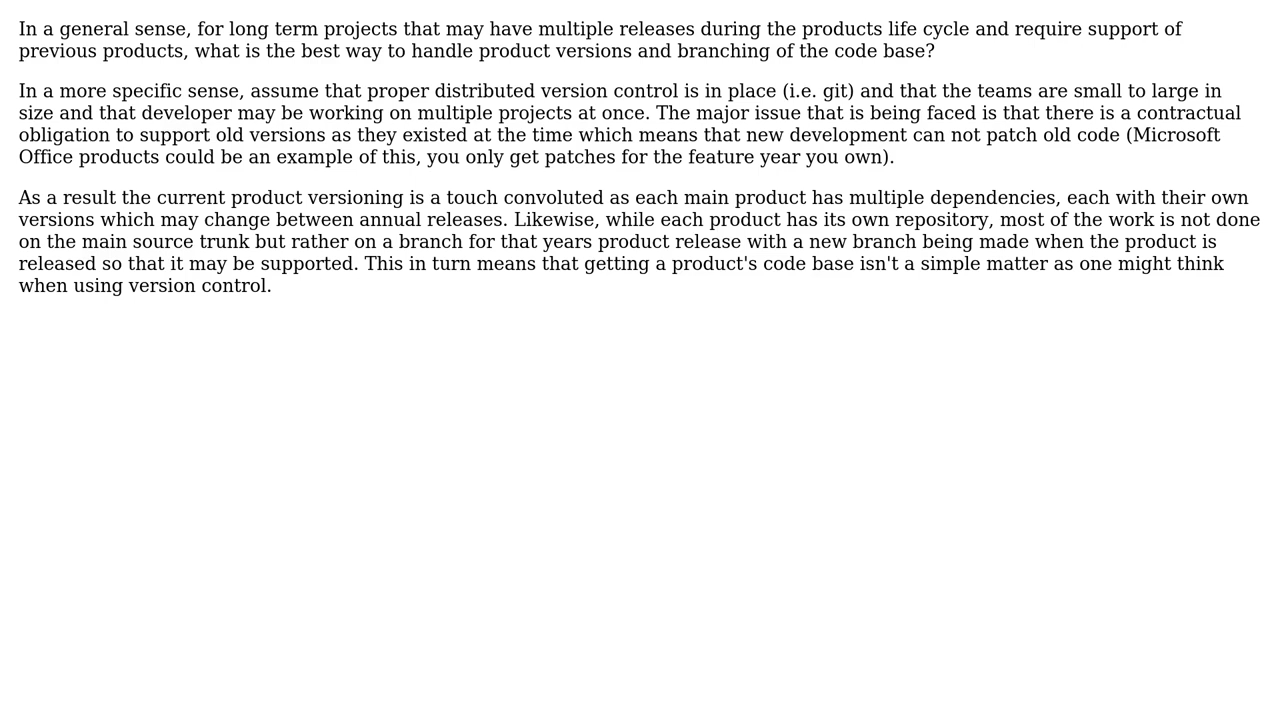 In a general sense, for long term projects that may have multiple releases during the products life cycle and require support of
previous products, what is the best way to handle product versions and branching of the code base?
In a more specific sense, assume that proper distributed version control is in place (i.e. git) and that the teams are small to large in
size and that developer may be working on multiple projects at once. The major issue that is being faced is that there is a contractual
obligation to support old versions as they existed at the time which means that new development can not patch old code (Microsoft
Office products could be an example of this, you only get patches for the feature year you own).
As a result the current product versioning is a touch convoluted as each main product has multiple dependencies, each with their own
versions which may change between annual releases. Likewise, while each product has its own repository, most of the work is not done
on the main source trunk but rather on a branch for that years product release with a new branch being made when the product is
released so that it may be supported. This in turn means that getting a product's code base isn't a simple matter as one might think
when using version control.